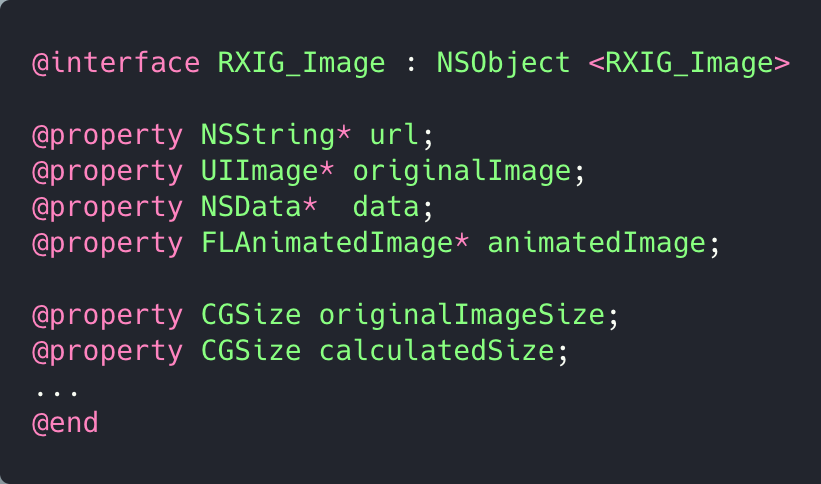 @interface RXIG_Image : NSObject <RXIG_Image>
@property NSString* url;
@property UIImage* originalImage;
@property NSData*  data;
@property FLAnimatedImage* animatedImage;
@property CGSize originalImageSize;
@property CGSize calculatedSize;
...
@end